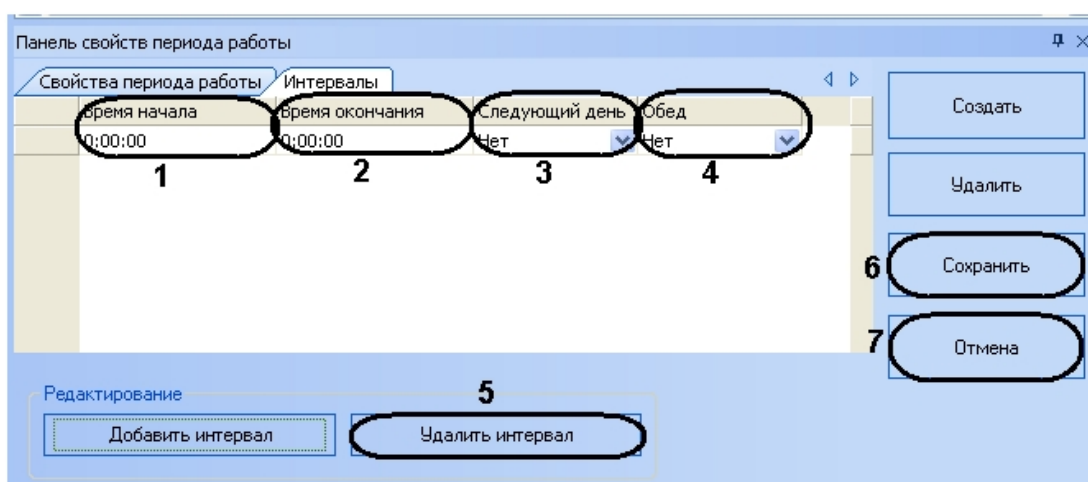 Панель свойств периода работы
Свойства периода работы Интервалы
Время начала Время окончания Следующий день Обед
0:00:00 0:00:00 Нет Нет
1 2 3 4
Создать
Удалить
6 Сохранить
7 Отмена
Редактирование 5
Добавить интервал Удалить интервал